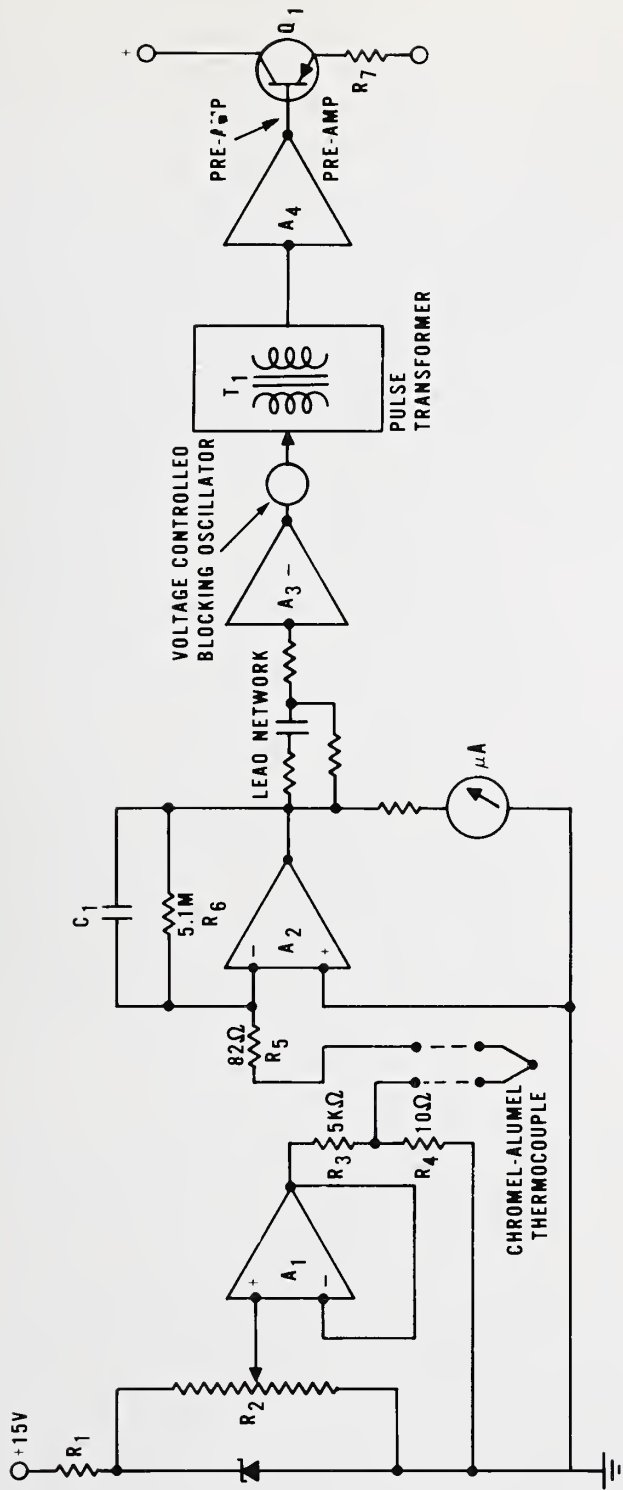 +15V
R1
R2
A1
+
−
R3
5KΩ
R4
10Ω
CHROMEL-ALUMEL
THERMOCOUPLE
82Ω
R5
C1
5.1M
R6
A2
−
+
LEAD NETWORK
μA
A3 −
VOLTAGE CONTROLLED
BLOCKING OSCILLATOR
T1
PULSE
TRANSFORMER
A4
PRE-AMP
+
Q1
R7